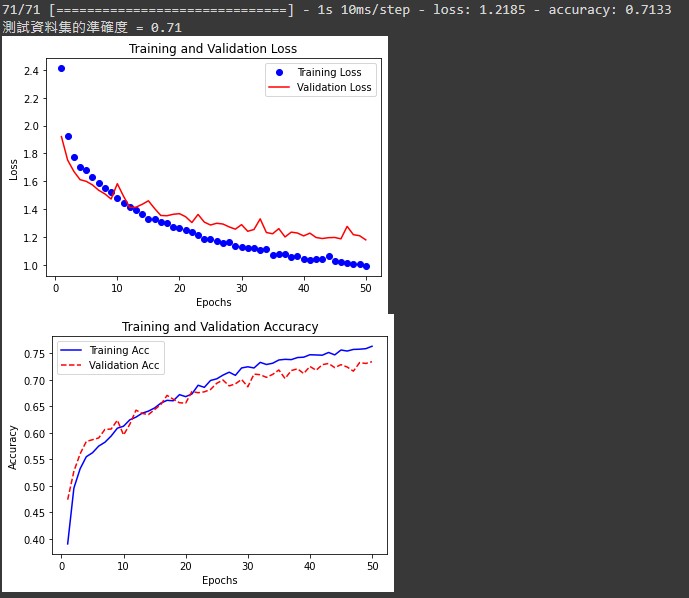 71/71 [==============================] - 1s 10ms/step - loss: 1.2185 - accuracy: 0.7133
測試資料集的準確度 = 0.71
Training and Validation Loss
Training Loss
Validation Loss
2.4
2.2
2.0
1.8
1.6
1.4
1.2
1.0
Loss
0 10 20 30 40 50
Epochs
Training and Validation Accuracy
Training Acc
Validation Acc
0.75
0.70
0.65
0.60
0.55
0.50
0.45
0.40
Accuracy
0 10 20 30 40 50
Epochs